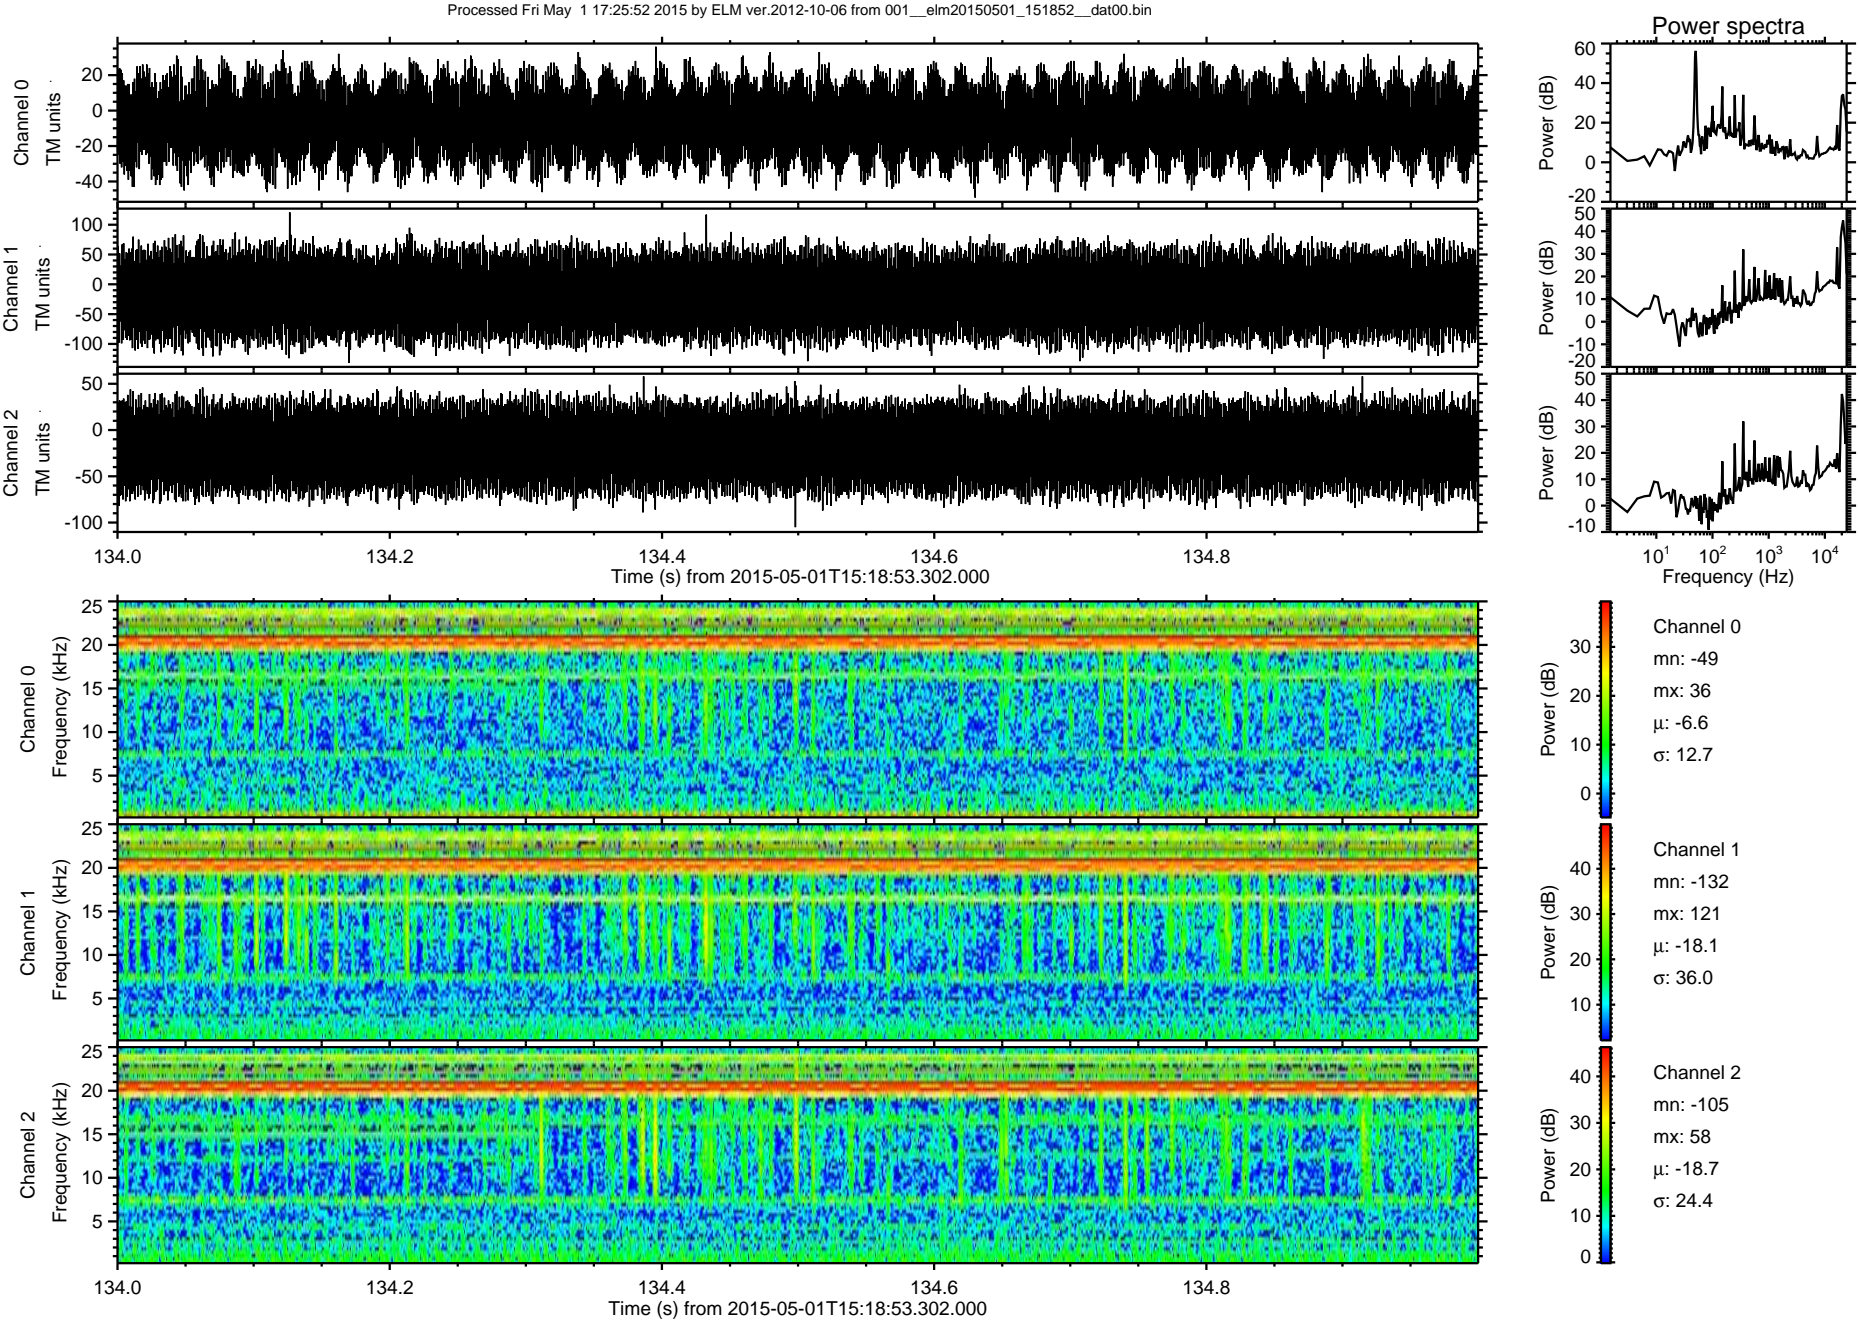 Processed Fri May  1 17:25:52 2015 by ELM ver.2012-10-06 from 001__elm20150501_151852__dat00.bin
Power spectra
Channel 0
TM units
20
0
-20
-40
Power (dB)
60
40
20
0
-20
Channel 1
TM units
100
50
0
-50
-100
Power (dB)
50
40
30
20
10
0
-10
-20
Channel 2
TM units
50
0
-50
-100
Power (dB)
50
40
30
20
10
0
-10
134.0 134.2 134.4 134.6 134.8
Time (s) from 2015-05-01T15:18:53.302.000
10¹ 10² 10³ 10⁴
Frequency (Hz)
Channel 0
Frequency (kHz)
25
20
15
10
5
Power (dB)
30
20
10
0
Channel 0
mn: -49
mx: 36
μ: -6.6
σ: 12.7
Channel 1
Frequency (kHz)
25
20
15
10
5
Power (dB)
40
30
20
10
Channel 1
mn: -132
mx: 121
μ: -18.1
σ: 36.0
Channel 2
Frequency (kHz)
25
20
15
10
5
Power (dB)
40
30
20
10
0
Channel 2
mn: -105
mx: 58
μ: -18.7
σ: 24.4
134.0 134.2 134.4 134.6 134.8
Time (s) from 2015-05-01T15:18:53.302.000